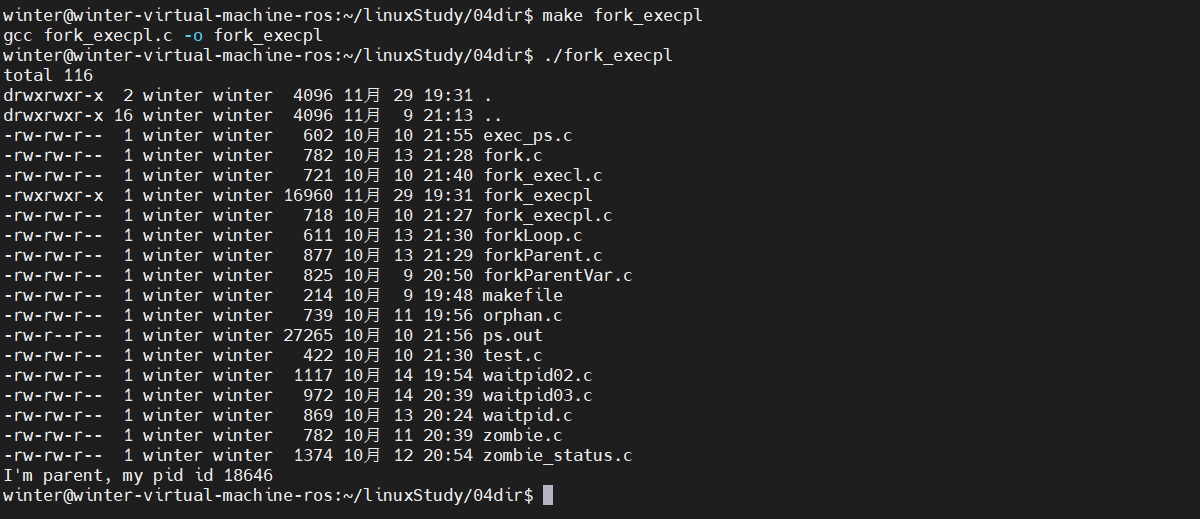 winter@winter-virtual-machine-ros:~/linuxStudy/04dir$ make fork_execpl
gcc fork_execpl.c -o fork_execpl
winter@winter-virtual-machine-ros:~/linuxStudy/04dir$ ./fork_execpl
total 116
drwxrwxr-x  2 winter winter  4096 11月 29 19:31 .
drwxrwxr-x 16 winter winter  4096 11月  9 21:13 ..
-rw-rw-r--  1 winter winter   602 10月 10 21:55 exec_ps.c
-rw-rw-r--  1 winter winter   782 10月 13 21:28 fork.c
-rw-rw-r--  1 winter winter   721 10月 10 21:40 fork_execl.c
-rwxrwxr-x  1 winter winter 16960 11月 29 19:31 fork_execpl
-rw-rw-r--  1 winter winter   718 10月 10 21:27 fork_execpl.c
-rw-rw-r--  1 winter winter   611 10月 13 21:30 forkLoop.c
-rw-rw-r--  1 winter winter   877 10月 13 21:29 forkParent.c
-rw-rw-r--  1 winter winter   825 10月  9 20:50 forkParentVar.c
-rw-rw-r--  1 winter winter   214 10月  9 19:48 makefile
-rw-rw-r--  1 winter winter   739 10月 11 19:56 orphan.c
-rw-r--r--  1 winter winter 27265 10月 10 21:56 ps.out
-rw-rw-r--  1 winter winter   422 10月 10 21:30 test.c
-rw-rw-r--  1 winter winter  1117 10月 14 19:54 waitpid02.c
-rw-rw-r--  1 winter winter   972 10月 14 20:39 waitpid03.c
-rw-rw-r--  1 winter winter   869 10月 13 20:24 waitpid.c
-rw-rw-r--  1 winter winter   782 10月 11 20:39 zombie.c
-rw-rw-r--  1 winter winter  1374 10月 12 20:54 zombie_status.c
I'm parent, my pid id 18646
winter@winter-virtual-machine-ros:~/linuxStudy/04dir$